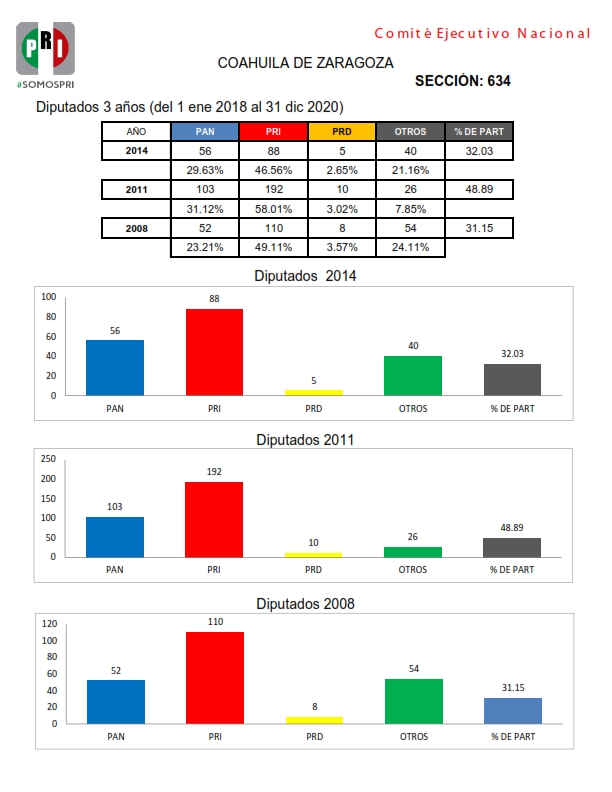 Comité Ejecutivo Nacional
PRI
#SOMOSPRI
COAHUILA DE ZARAGOZA
SECCIÓN: 634
Diputados 3 años (del 1 ene 2018 al 31 dic 2020)
AÑO PAN PRI PRD OTROS % DE PART
2014 56 88 5 40 32.03
29.63% 46.56% 2.65% 21.16%
2011 103 192 10 26 48.89
31.12% 58.01% 3.02% 7.85%
2008 52 110 8 54 31.15
23.21% 49.11% 3.57% 24.11%
Diputados 2014
100
80
60
40
20
0
56 88 5 40 32.03
PAN PRI PRD OTROS % DE PART
Diputados 2011
250
200
150
100
50
0
103 192 10 26 48.89
PAN PRI PRD OTROS % DE PART
Diputados 2008
120
100
80
60
40
20
0
52 110 8 54 31.15
PAN PRI PRD OTROS % DE PART